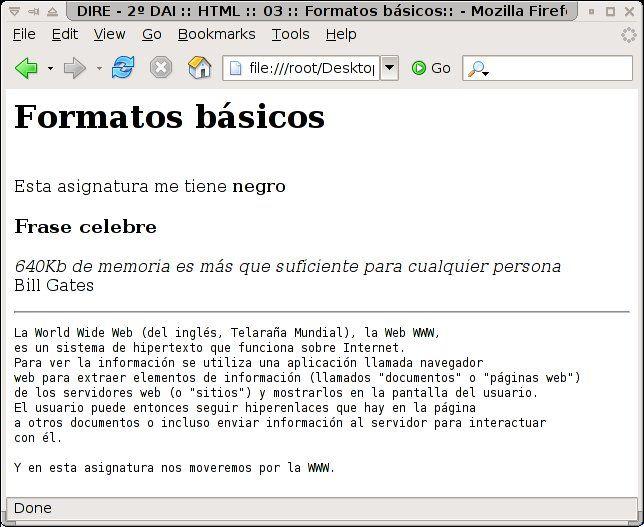 DIRE - 2º DAI :: HTML :: 03 :: Formatos básicos:: - Mozilla Firef
File Edit View Go Bookmarks Tools Help
file:///root/Deskto Go
Formatos básicos
Esta asignatura me tiene negro
Frase celebre
640Kb de memoria es más que suficiente para cualquier persona
Bill Gates
La World Wide Web (del inglés, Telaraña Mundial), la Web WWW,
es un sistema de hipertexto que funciona sobre Internet.
Para ver la información se utiliza una aplicación llamada navegador
web para extraer elementos de información (llamados "documentos" o "páginas web")
de los servidores web (o "sitios") y mostrarlos en la pantalla del usuario.
El usuario puede entonces seguir hiperenlaces que hay en la página
a otros documentos o incluso enviar información al servidor para interactuar
con él.
Y en esta asignatura nos moveremos por la WWW.
Done